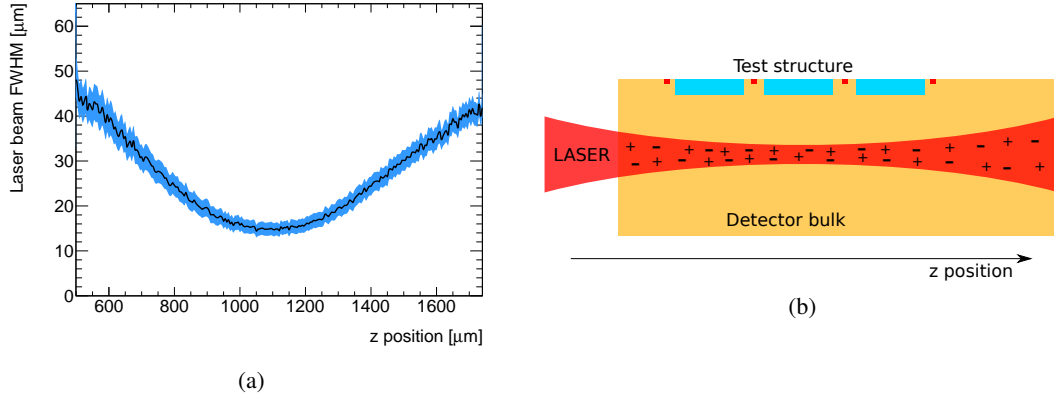 Laser beam FWHM [μm]
60
50
40
30
20
10
0
600 800 1000 1200 1400 1600
z position [μm]
(a)
Test structure
LASER
Detector bulk
z position
(b)